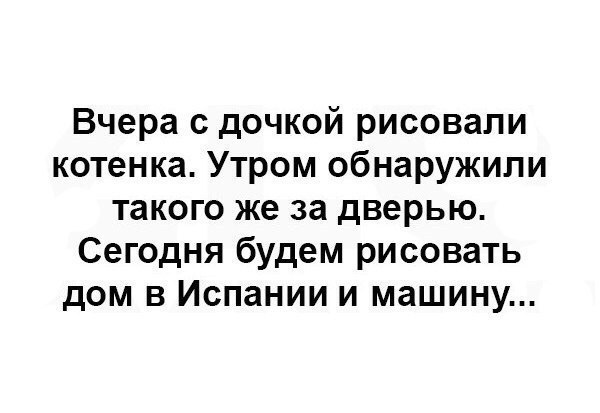 Вчера с дочкой рисовали
котенка. Утром обнаружили
такого же за дверью.
Сегодня будем рисовать
дом в Испании и машину...